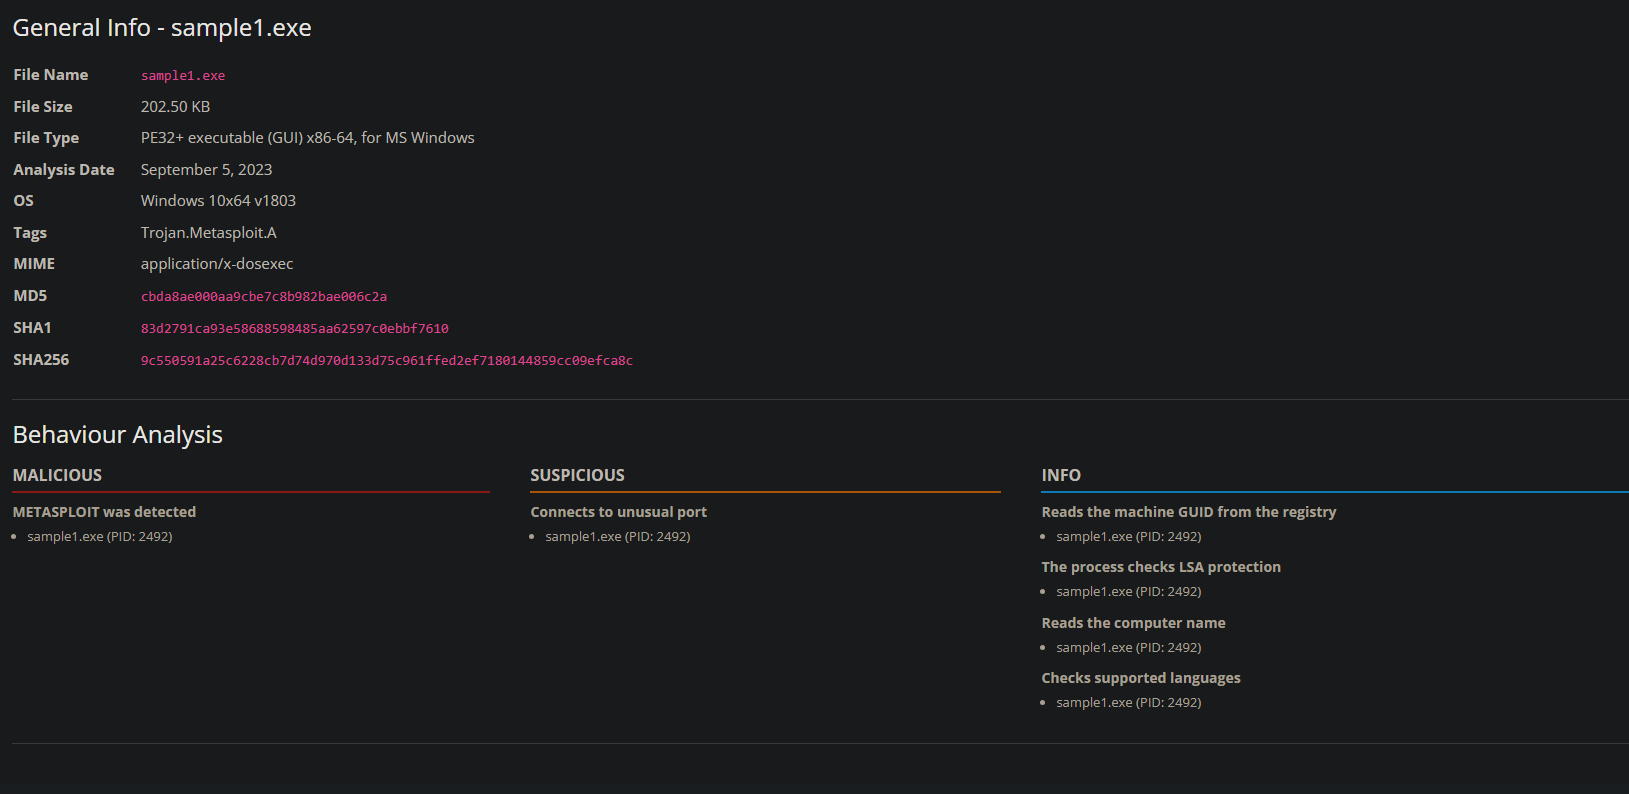 General Info - sample1.exe
File Name sample1.exe
File Size 202.50 KB
File Type PE32+ executable (GUI) x86-64, for MS Windows
Analysis Date September 5, 2023
OS Windows 10x64 v1803
Tags Trojan.Metasploit.A
MIME application/x-dosexec
MD5 cbda8ae000aa9cbe7c8b982bae006c2a
SHA1 83d2791ca93e58688598485aa62597c0ebbf7610
SHA256 9c550591a25c6228cb7d74d970d133d75c961ffed2ef7180144859cc09efca8c
Behaviour Analysis
MALICIOUS
METASPLOIT was detected
• sample1.exe (PID: 2492)
SUSPICIOUS
Connects to unusual port
• sample1.exe (PID: 2492)
INFO
Reads the machine GUID from the registry
• sample1.exe (PID: 2492)
The process checks LSA protection
• sample1.exe (PID: 2492)
Reads the computer name
• sample1.exe (PID: 2492)
Checks supported languages
• sample1.exe (PID: 2492)